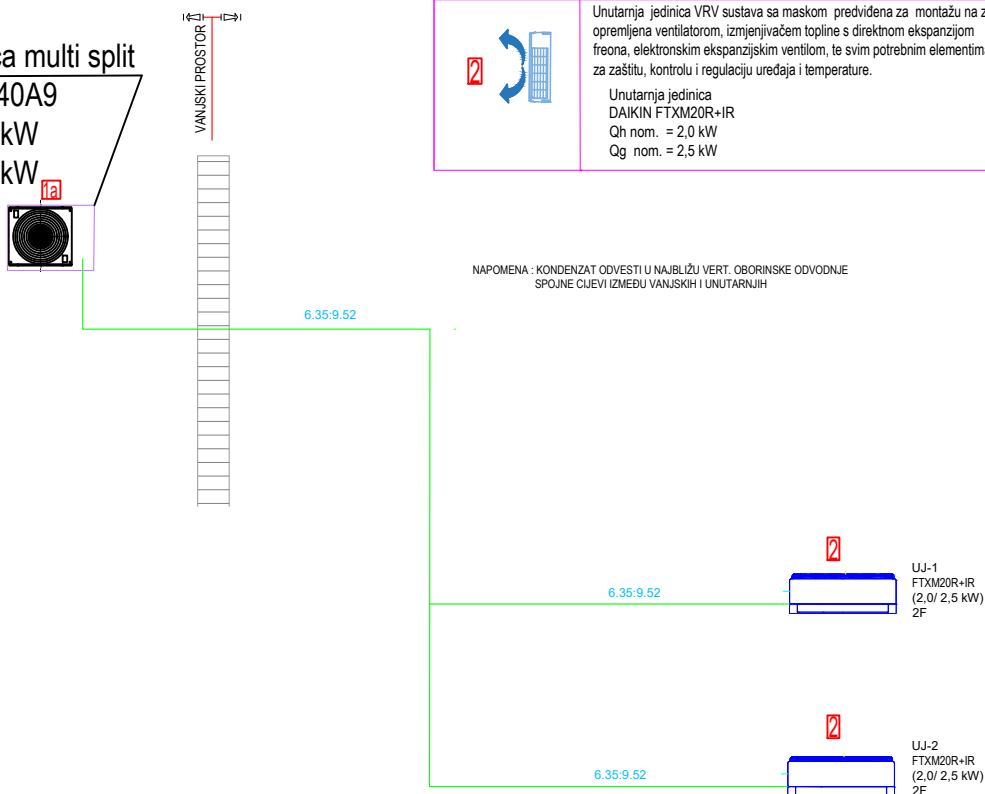 multi split
40A9
kW
kW
1a
VANJSKI PROSTOR
2
Unutarnja jedinica VRV sustava sa maskom predviđena za montažu na
opremljena ventilatorom, izmjenjivačem topline s direktnom ekspanzijom
freona, elektronskim ekspanzijskim ventilom, te svim potrebnim
za zaštitu, kontrolu i regulaciju uređaja i temperature.
Unutarnja jedinica
DAIKIN FTXM20R+IR
Qh nom. = 2,0 kW
Qg nom. = 2,5 kW
NAPOMENA : KONDENZAT ODVESTI U NAJBLIŽU VERT. OBORINSKE ODVODNJE
SPOJNE CIJEVI IZMEĐU VANJSKIH I UNUTARNJIH
6.35:9.52
2
UJ-1
FTXM20R+IR
(2,0/ 2,5 kW)
2F
6.35:9.52
2
UJ-2
FTXM20R+IR
(2,0/ 2,5 kW)
2F
6.35:9.52